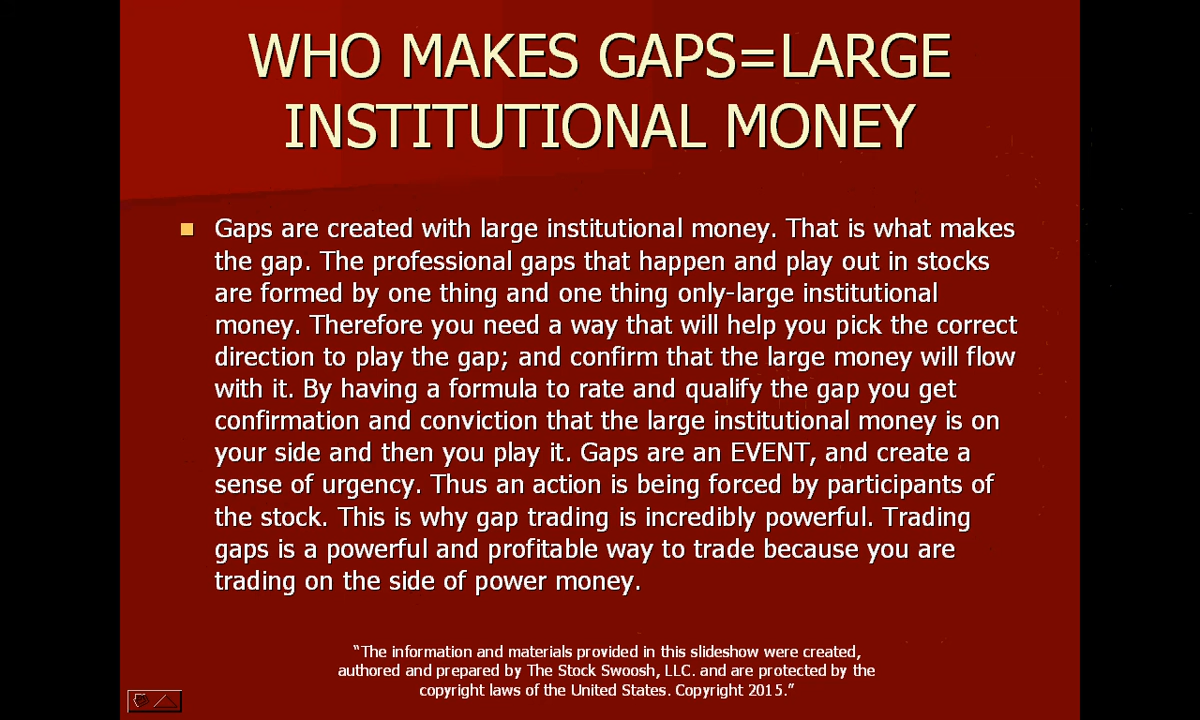 WHO MAKES GAPS=LARGE
INSTITUTIONAL MONEY
Gaps are created with large institutional money. That is what makes
the gap. The professional gaps that happen and play out in stocks
are formed by one thing and one thing only-large institutional
money. Therefore you need a way that will help you pick the correct
direction to play the gap; and confirm that the large money will flow
with it. By having a formula to rate and qualify the gap you get
confirmation and conviction that the large institutional money is on
your side and then you play it. Gaps are an EVENT, and create a
sense of urgency. Thus an action is being forced by participants of
the stock. This is why gap trading is incredibly powerful. Trading
gaps is a powerful and profitable way to trade because you are
trading on the side of power money.
“The information and materials provided in this slideshow were created,
authored and prepared by The Stock Swoosh, LLC. and are protected by the
copyright laws of the United States. Copyright 2015.”